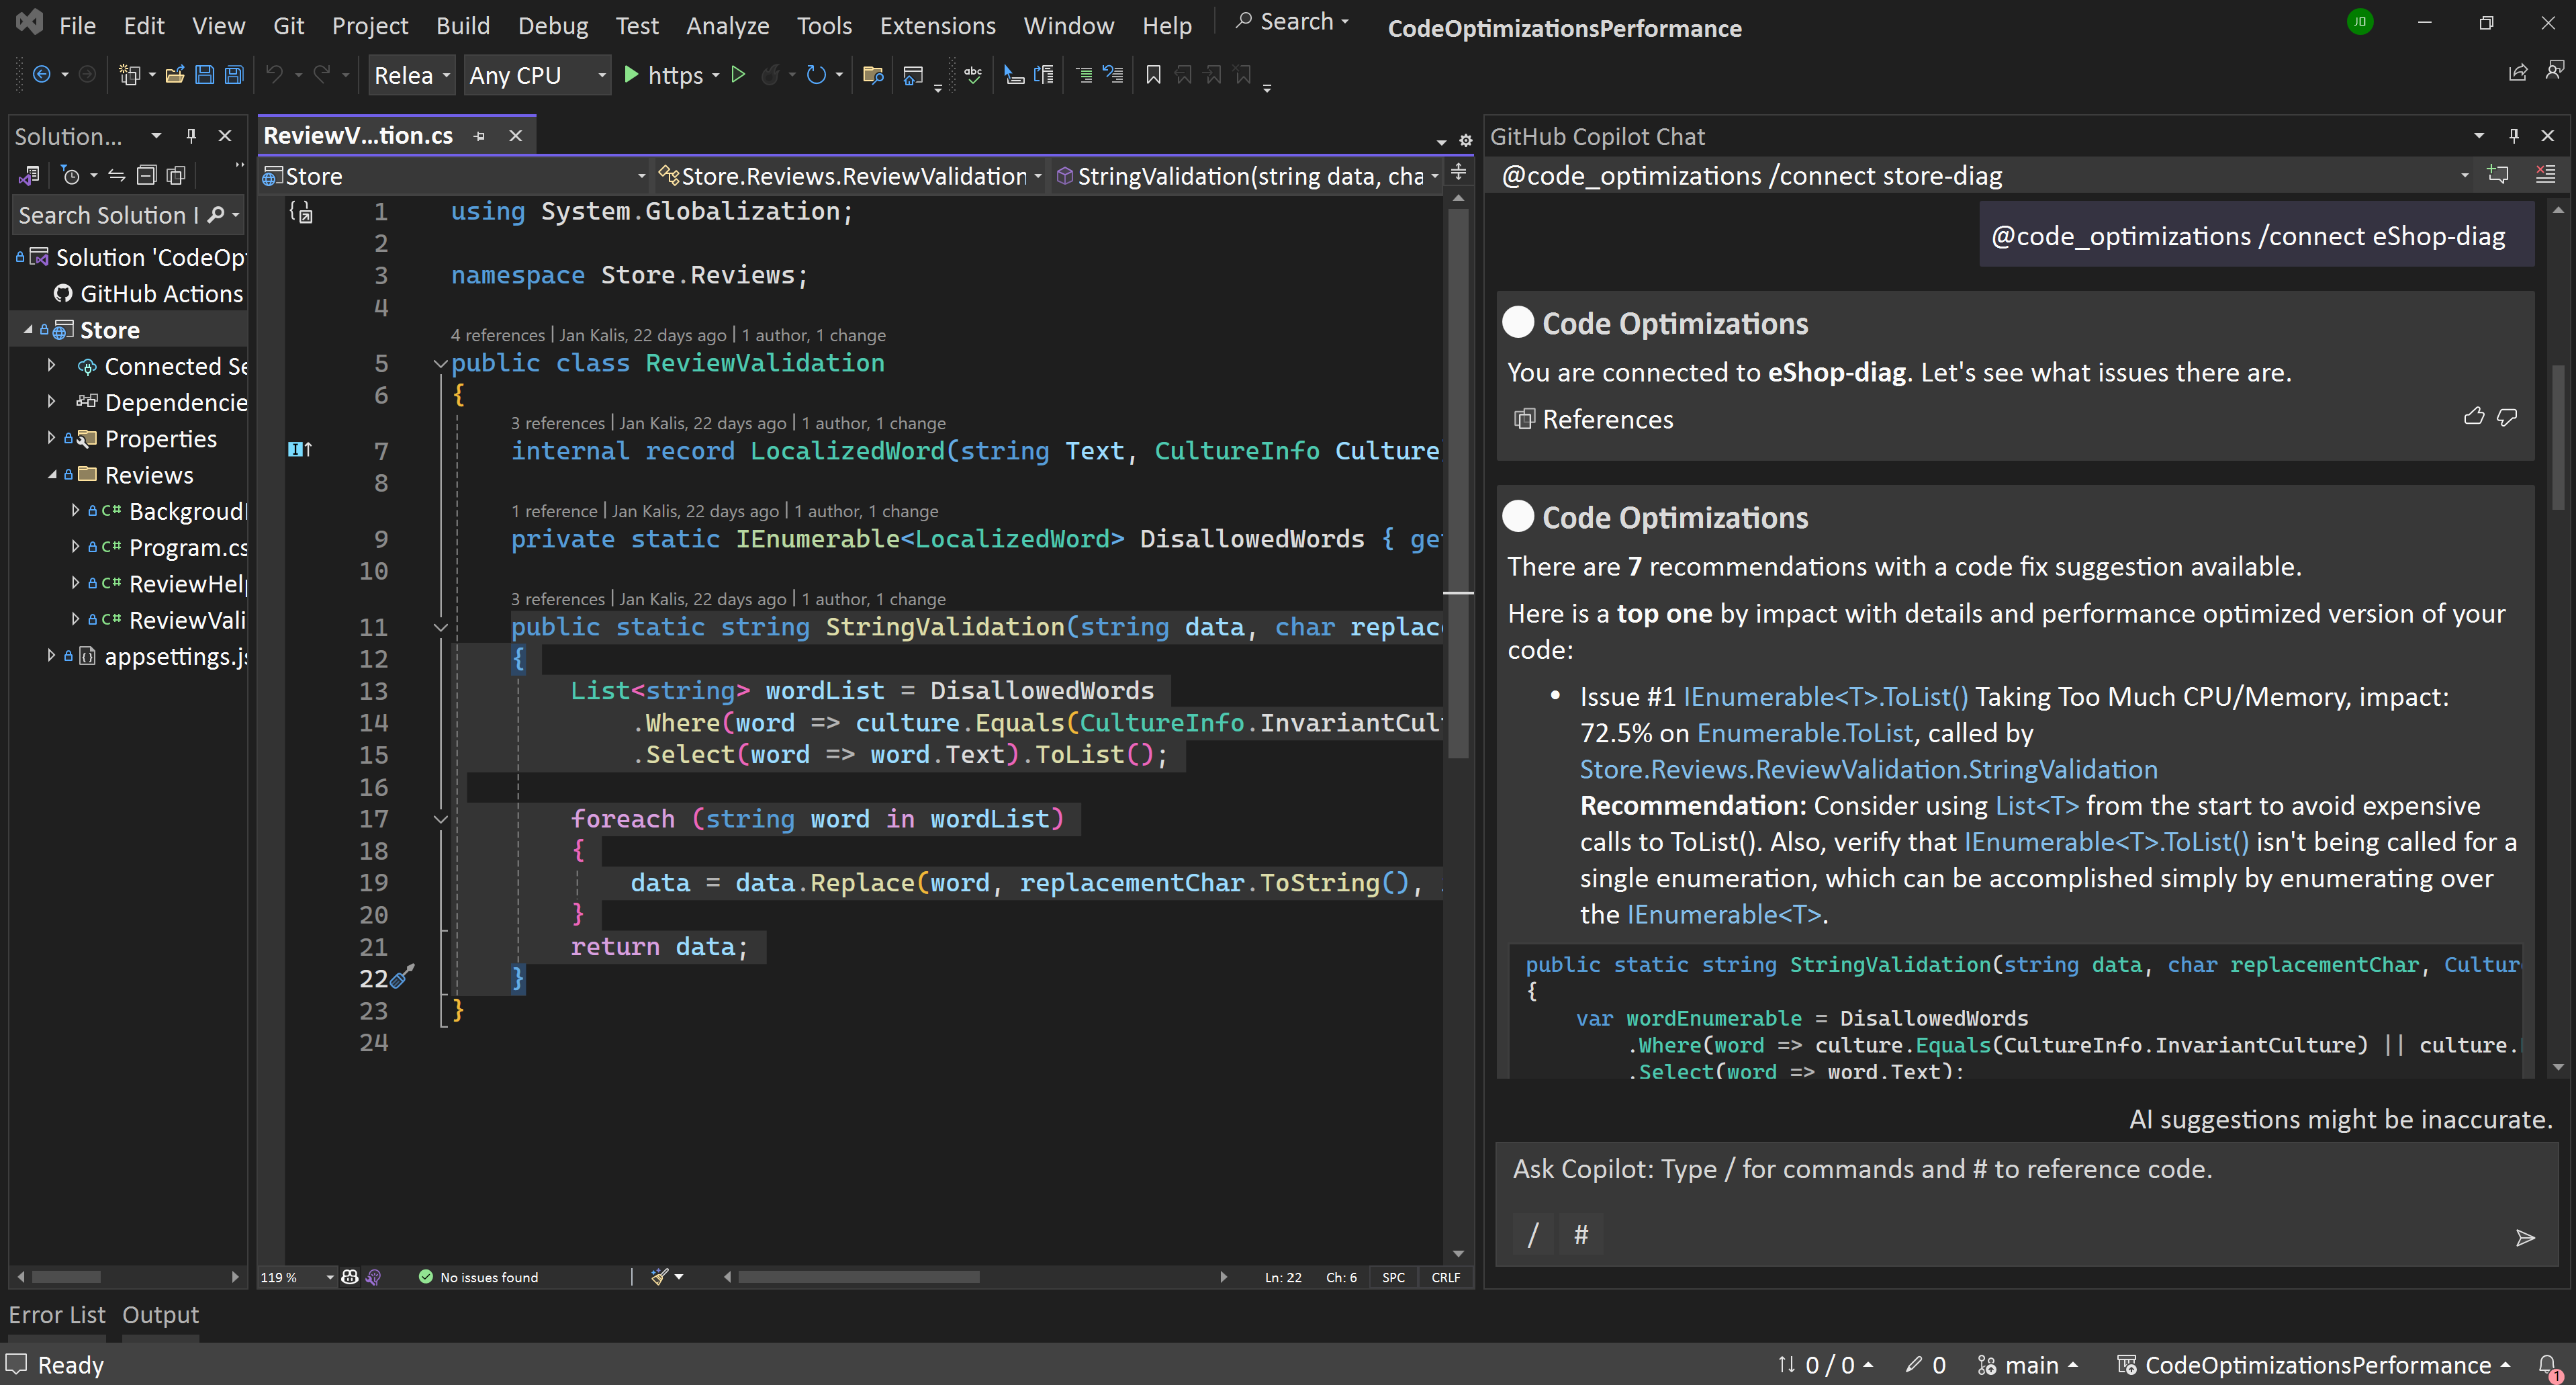 File Edit View Git Project Build Debug Test Analyze Tools Extensions Window Help Search CodeOptimizationsPerformance JD
Relea Any CPU https abc
Solution...
Search Solution
Solution 'CodeOp
GitHub Actions
Store
Connected Se
Dependencie
Properties
Reviews
C# BackgroudI
C# Program.cs
C# ReviewHelp
C# ReviewVali
appsettings.js
ReviewV...tion.cs
Store Store.Reviews.ReviewValidation StringValidation(string data, cha
1 using System.Globalization;
2
3 namespace Store.Reviews;
4
4 references | Jan Kalis, 22 days ago | 1 author, 1 change
5 public class ReviewValidation
6 {
3 references | Jan Kalis, 22 days ago | 1 author, 1 change
7 internal record LocalizedWord(string Text, CultureInfo Culture
8
1 reference | Jan Kalis, 22 days ago | 1 author, 1 change
9 private static IEnumerable<LocalizedWord> DisallowedWords { ge
10
3 references | Jan Kalis, 22 days ago | 1 author, 1 change
11 public static string StringValidation(string data, char replac
12 {
13 List<string> wordList = DisallowedWords
14 .Where(word => culture.Equals(CultureInfo.InvariantCul
15 .Select(word => word.Text).ToList();
16
17 foreach (string word in wordList)
18 {
19 data = data.Replace(word, replacementChar.ToString(),
20 }
21 return data;
22 }
23 }
24
119 % No issues found Ln: 22 Ch: 6 SPC CRLF
GitHub Copilot Chat
@code_optimizations /connect store-diag
@code_optimizations /connect eShop-diag
Code Optimizations
You are connected to eShop-diag. Let's see what issues there are.
References
Code Optimizations
There are 7 recommendations with a code fix suggestion available.
Here is a top one by impact with details and performance optimized version of your
code:
• Issue #1 IEnumerable<T>.ToList() Taking Too Much CPU/Memory, impact:
72.5% on Enumerable.ToList, called by
Store.Reviews.ReviewValidation.StringValidation
Recommendation: Consider using List<T> from the start to avoid expensive
calls to ToList(). Also, verify that IEnumerable<T>.ToList() isn't being called for a
single enumeration, which can be accomplished simply by enumerating over
the IEnumerable<T>.
public static string StringValidation(string data, char replacementChar, Cultur
{
var wordEnumerable = DisallowedWords
.Where(word => culture.Equals(CultureInfo.InvariantCulture) || culture.
.Select(word => word.Text);
AI suggestions might be inaccurate.
Ask Copilot: Type / for commands and # to reference code.
/ #
Error List Output
Ready 0 / 0 0 main CodeOptimizationsPerformance 1